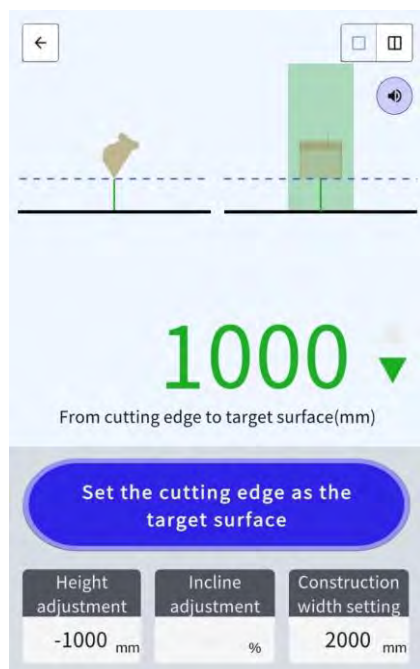 1000
From cutting edge to target surface(mm)
Set the cutting edge as the
target surface
Height
adjustment
-1000 mm
Incline
adjustment
%
Construction
width setting
2000 mm